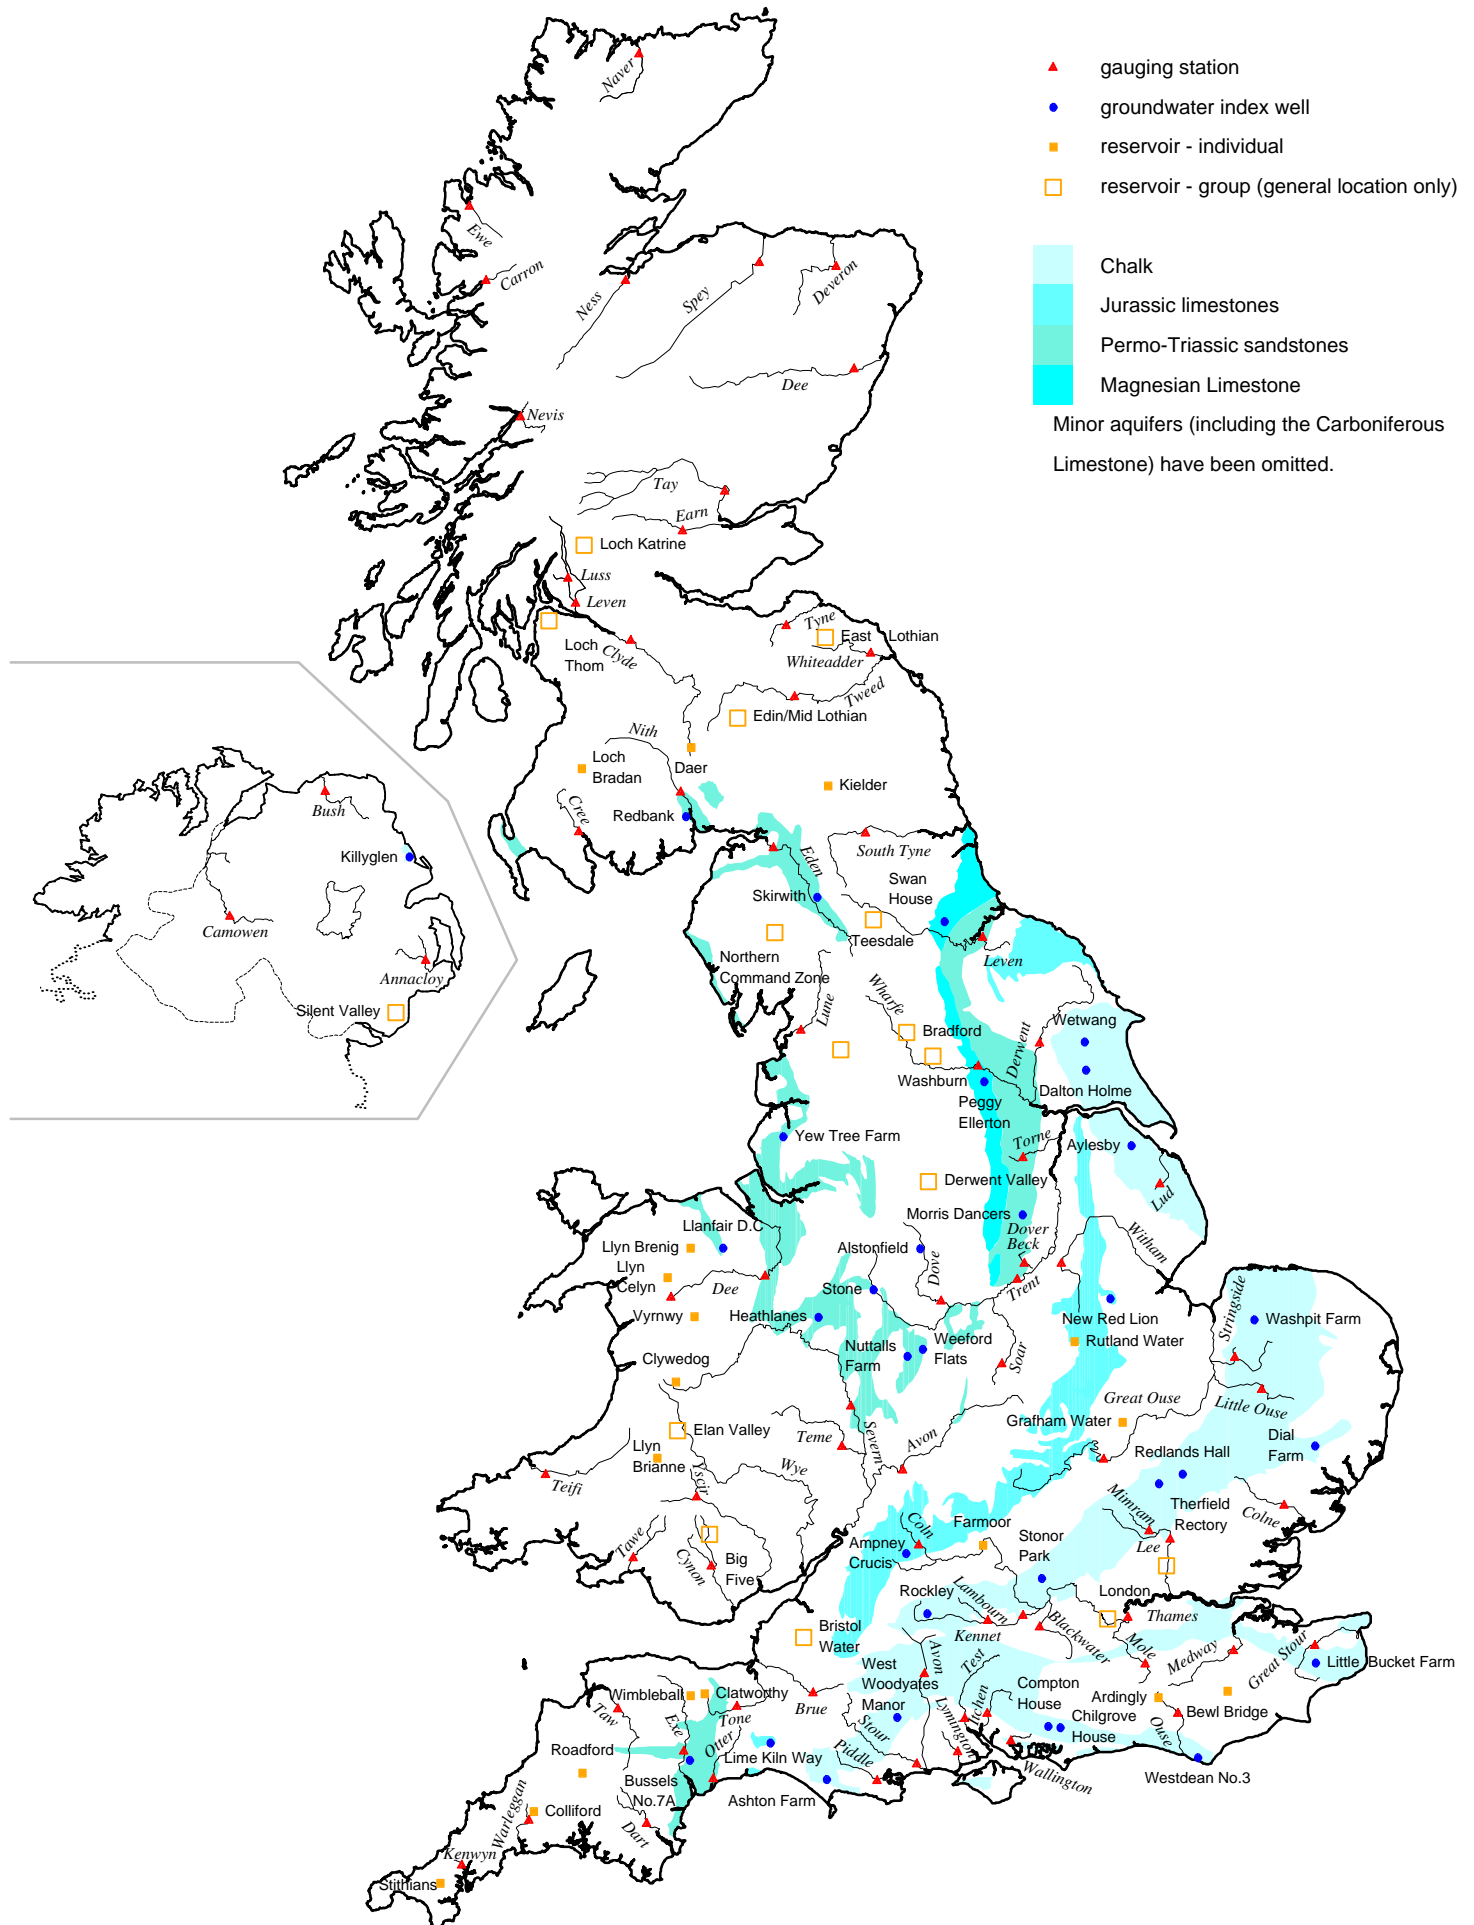 gauging station
groundwater index well
reservoir - individual
reservoir - group (general location only)
Chalk
Jurassic limestones
Permo-Triassic sandstones
Magnesian Limestone
Minor aquifers (including the Carboniferous
Limestone) have been omitted.
Naver
Ewe
Carron
Ness
Spey
Deveron
Dee
Nevis
Tay
Earn
Loch Katrine
Luss
Leven
Loch
Thom
Clyde
Tyne
East Lothian
Whiteadder
Tweed
Edin/Mid Lothian
Nith
Daer
Loch
Bradan
Kielder
Cree
Redbank
Bush
Killyglen
Camowen
Annacloy
Silent Valley
South Tyne
Eden
Swan
House
Skirwith
Teesdale
Leven
Northern
Command Zone
Lune
Wharfe
Bradford
Derwent
Wetwang
Washburn
Dalton Holme
Peggy
Ellerton
Yew Tree Farm
Torne
Aylesby
Lud
Derwent Valley
Morris Dancers
Dover
Beck
Witham
Llanfair D.C
Llyn Brenig
Llyn
Celyn
Dee
Alstonfield
Dove
Stone
Trent
Vyrnwy
Heathlanes
New Red Lion
Rutland Water
Stringside
Washpit Farm
Nuttalls
Farm
Weeford
Flats
Soar
Clywedog
Great Ouse
Little Ouse
Grafham Water
Elan Valley
Teme
Severn
Avon
Redlands Hall
Dial
Farm
Llyn
Brianne
Yscir
Wye
Teifi
Mimram
Therfield
Rectory
Colne
Coln
Farmoor
Stonor
Park
Lee
Ampney
Crucis
Tawe
Cynon
Big
Five
Rockley
Lambourn
London
Thames
Kennet
Blackwater
Bristol
Water
Mole
Medway
Great Stour
Little Bucket Farm
Avon
Test
West
Woodyates
Manor
Compton
House
Itchen
Ardingly
Chilgrove
House
Bewl Bridge
Wimbleball
Clatworthy
Brue
Taw
Exe
Tone
Otter
Stour
Lymington
Ouse
Roadford
Lime Kiln Way
Piddle
Wallington
Westdean No.3
Bussels
No.7A
Ashton Farm
Warleggan
Colliford
Dart
Kenwyn
Stithians